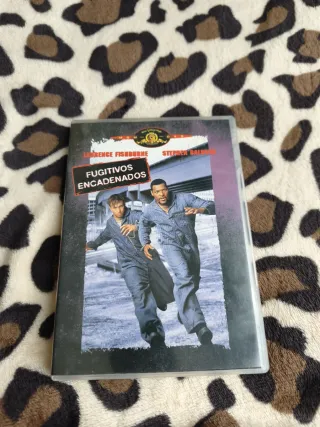 LAURENCE FISHBURNE STEPHEN BALDWIN
FUGITIVOS
ENCADENADOS